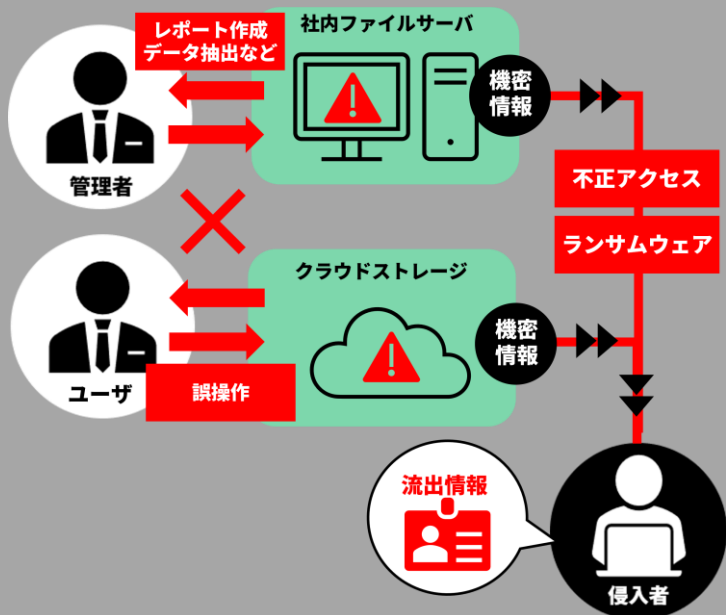 レポート作成
データ抽出など
社内ファイルサーバ
機密
情報
管理者
不正アクセス
ランサムウェア
クラウドストレージ
機密
情報
ユーザ
誤操作
流出情報
侵入者